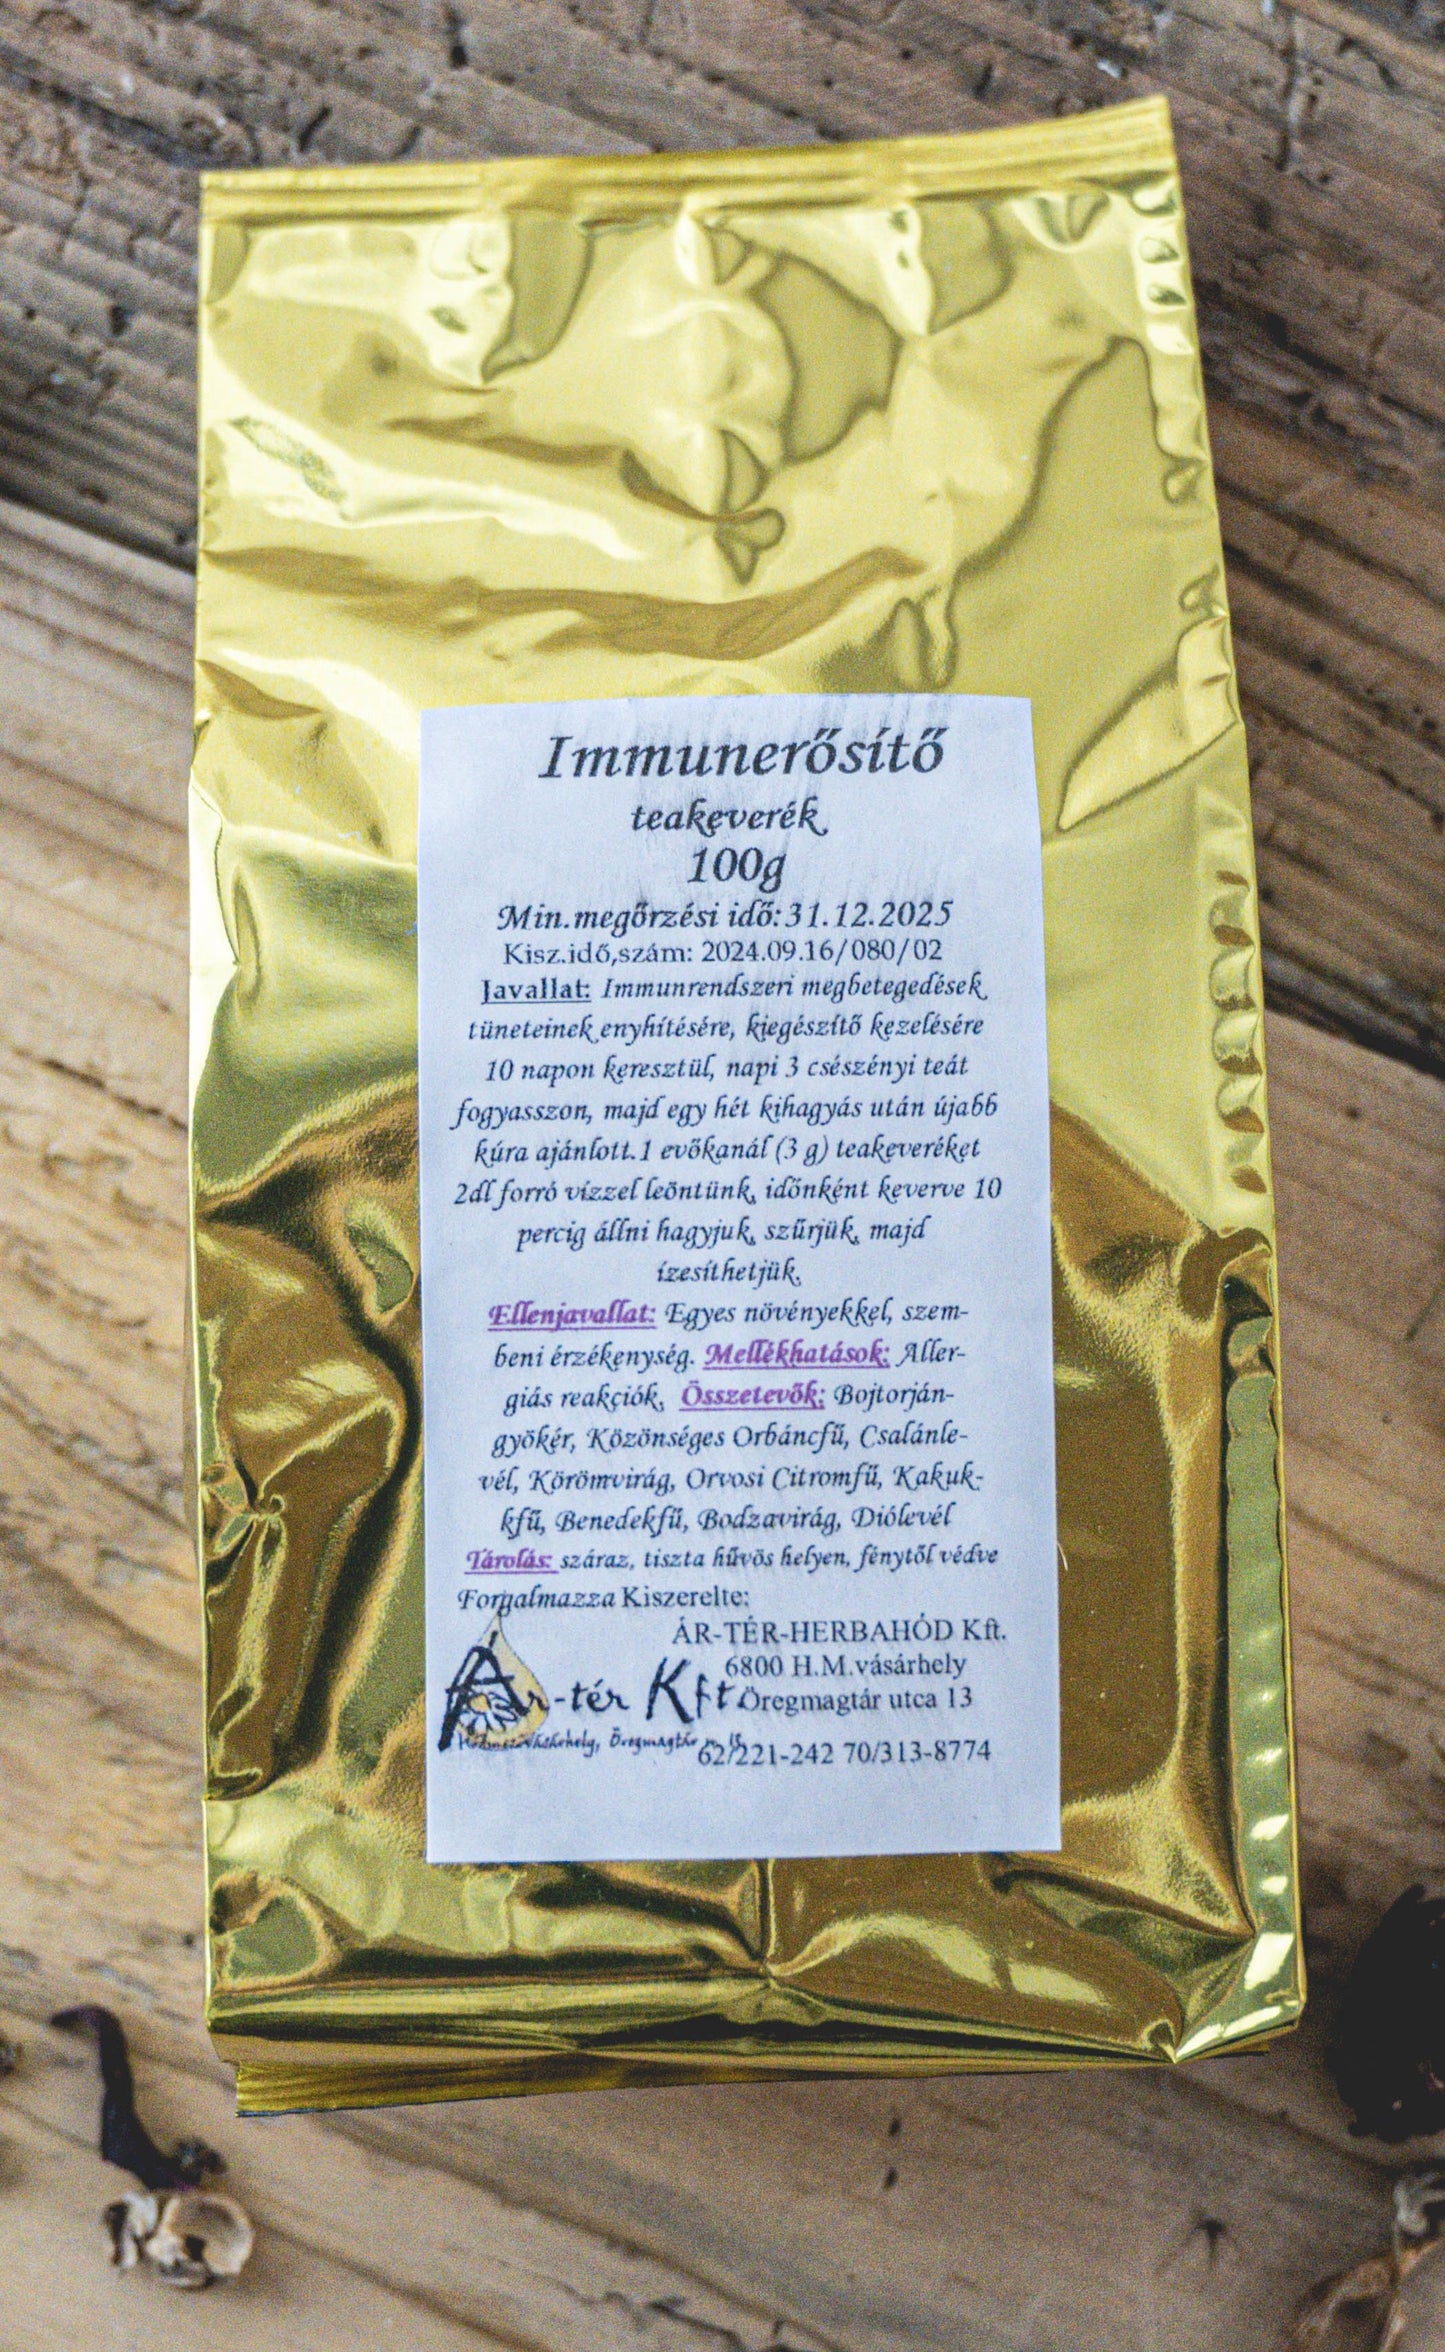 Immunerősítő
teakeverék
100g
Min.megőrzési idő:31.12.2025
Kisz.idő,szám: 2024.09.16/080/02
Javallat: Immunrendszeri megbetegedések
tüneteinek enyhítésére, kiegészítő kezelésére
10 napon keresztül, napi 3 csészényi teát
fogyasszon, majd egy hét kihagyás után újabb
kúra ajánlott.1 evőkanál (3 g) teakeveréket
2dl forró vízzel leöntünk, időnként keverve 10
percig állni hagyjuk, szűrjük, majd
ízesíthetjük.
Ellenjavallat: Egyes növényekkel, szem-
beni érzékenység. Mellékhatások: Aller-
giás reakciók, Összetevők: Bojtorján-
gyökér, Közönséges Orbáncfű, Csalánle-
vél, Körömvirág, Orvosi Citromfű, Kakuk-
kfű, Benedekfű, Bodzavirág, Diólevél
Tárolás: száraz, tiszta hűvös helyen, fénytől védve
Forgalmazza Kiszerelte:
ÁR-TÉR-HERBAHÓD Kft.
6800 H.M.vásárhely
Öregmagtár utca 13
Ár-tér Kft.
Hódmezővásárhely, Öregmagtár
62/221-242 70/313-8774